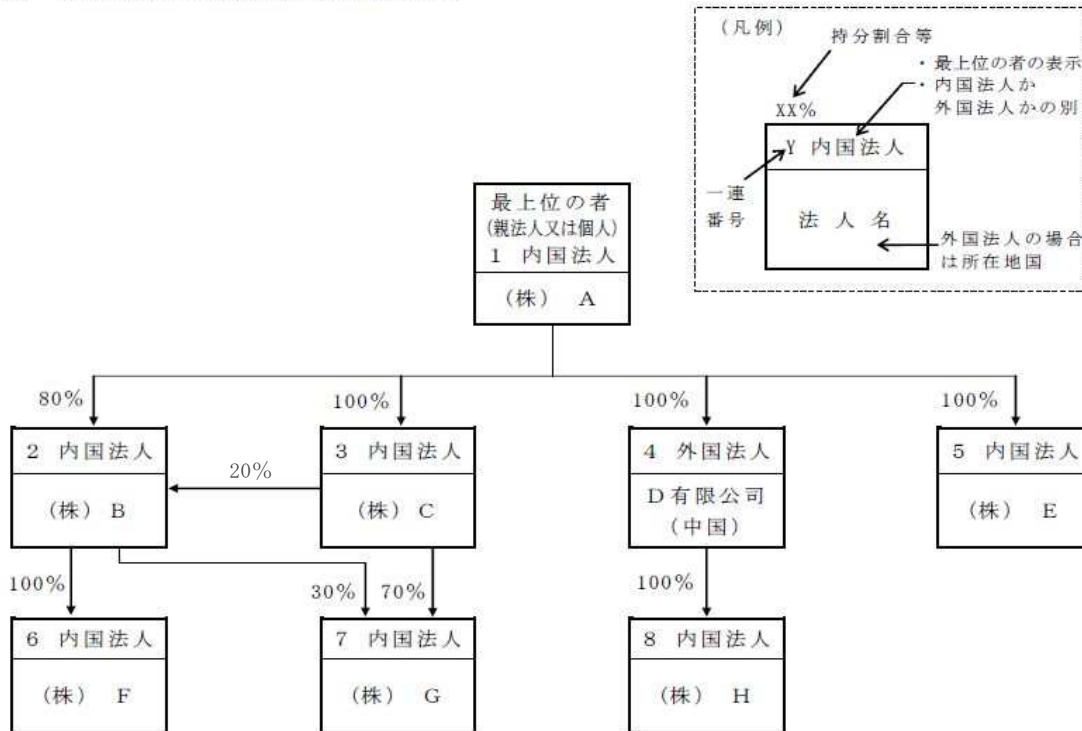 (凡例)
持分割合等
・最上位の者の表示
・内国法人か
外国法人かの別
XX%
Y 内国法人
一連
番号
法人名
外国法人の場合
は所在地国
最上位の者
(親法人又は個人)
1 内国法人
(株) A
80%
100%
100%
100%
2 内国法人
(株) B
20%
3 内国法人
(株) C
4 外国法人
D有限公司
(中国)
5 内国法人
(株) E
100%
30%
70%
100%
6 内国法人
(株) F
7 内国法人
(株) G
8 内国法人
(株) H